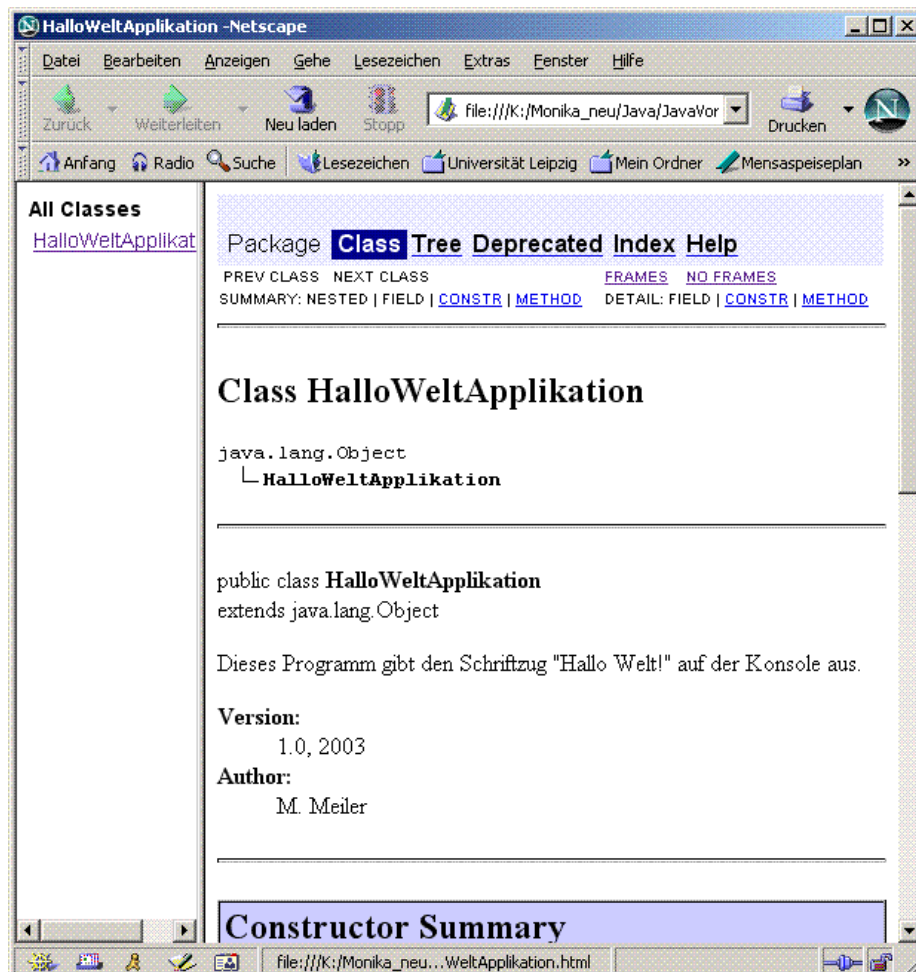 HalloWeltApplikation -Netscape
Datei Bearbeiten Anzeigen Gehe Lesezeichen Extras Fenster Hilfe
Zurück Weiterleiten Neu laden Stopp file:///K:/Monika_neu/Java/JavaVor Drucken
Anfang Radio Suche Lesezeichen Universität Leipzig Mein Ordner Mensaspeiseplan »
All Classes
HalloWeltApplikat
Package Class Tree Deprecated Index Help
PREV CLASS NEXT CLASS FRAMES NO FRAMES
SUMMARY: NESTED | FIELD | CONSTR | METHOD DETAIL: FIELD | CONSTR | METHOD
Class HalloWeltApplikation
java.lang.Object
HalloWeltApplikation
public class HalloWeltApplikation
extends java.lang.Object
Dieses Programm gibt den Schriftzug "Hallo Welt!" auf der Konsole aus.
Version:
1.0, 2003
Author:
M. Meiler
Constructor Summary
file:///K:/Monika_neu...WeltApplikation.html